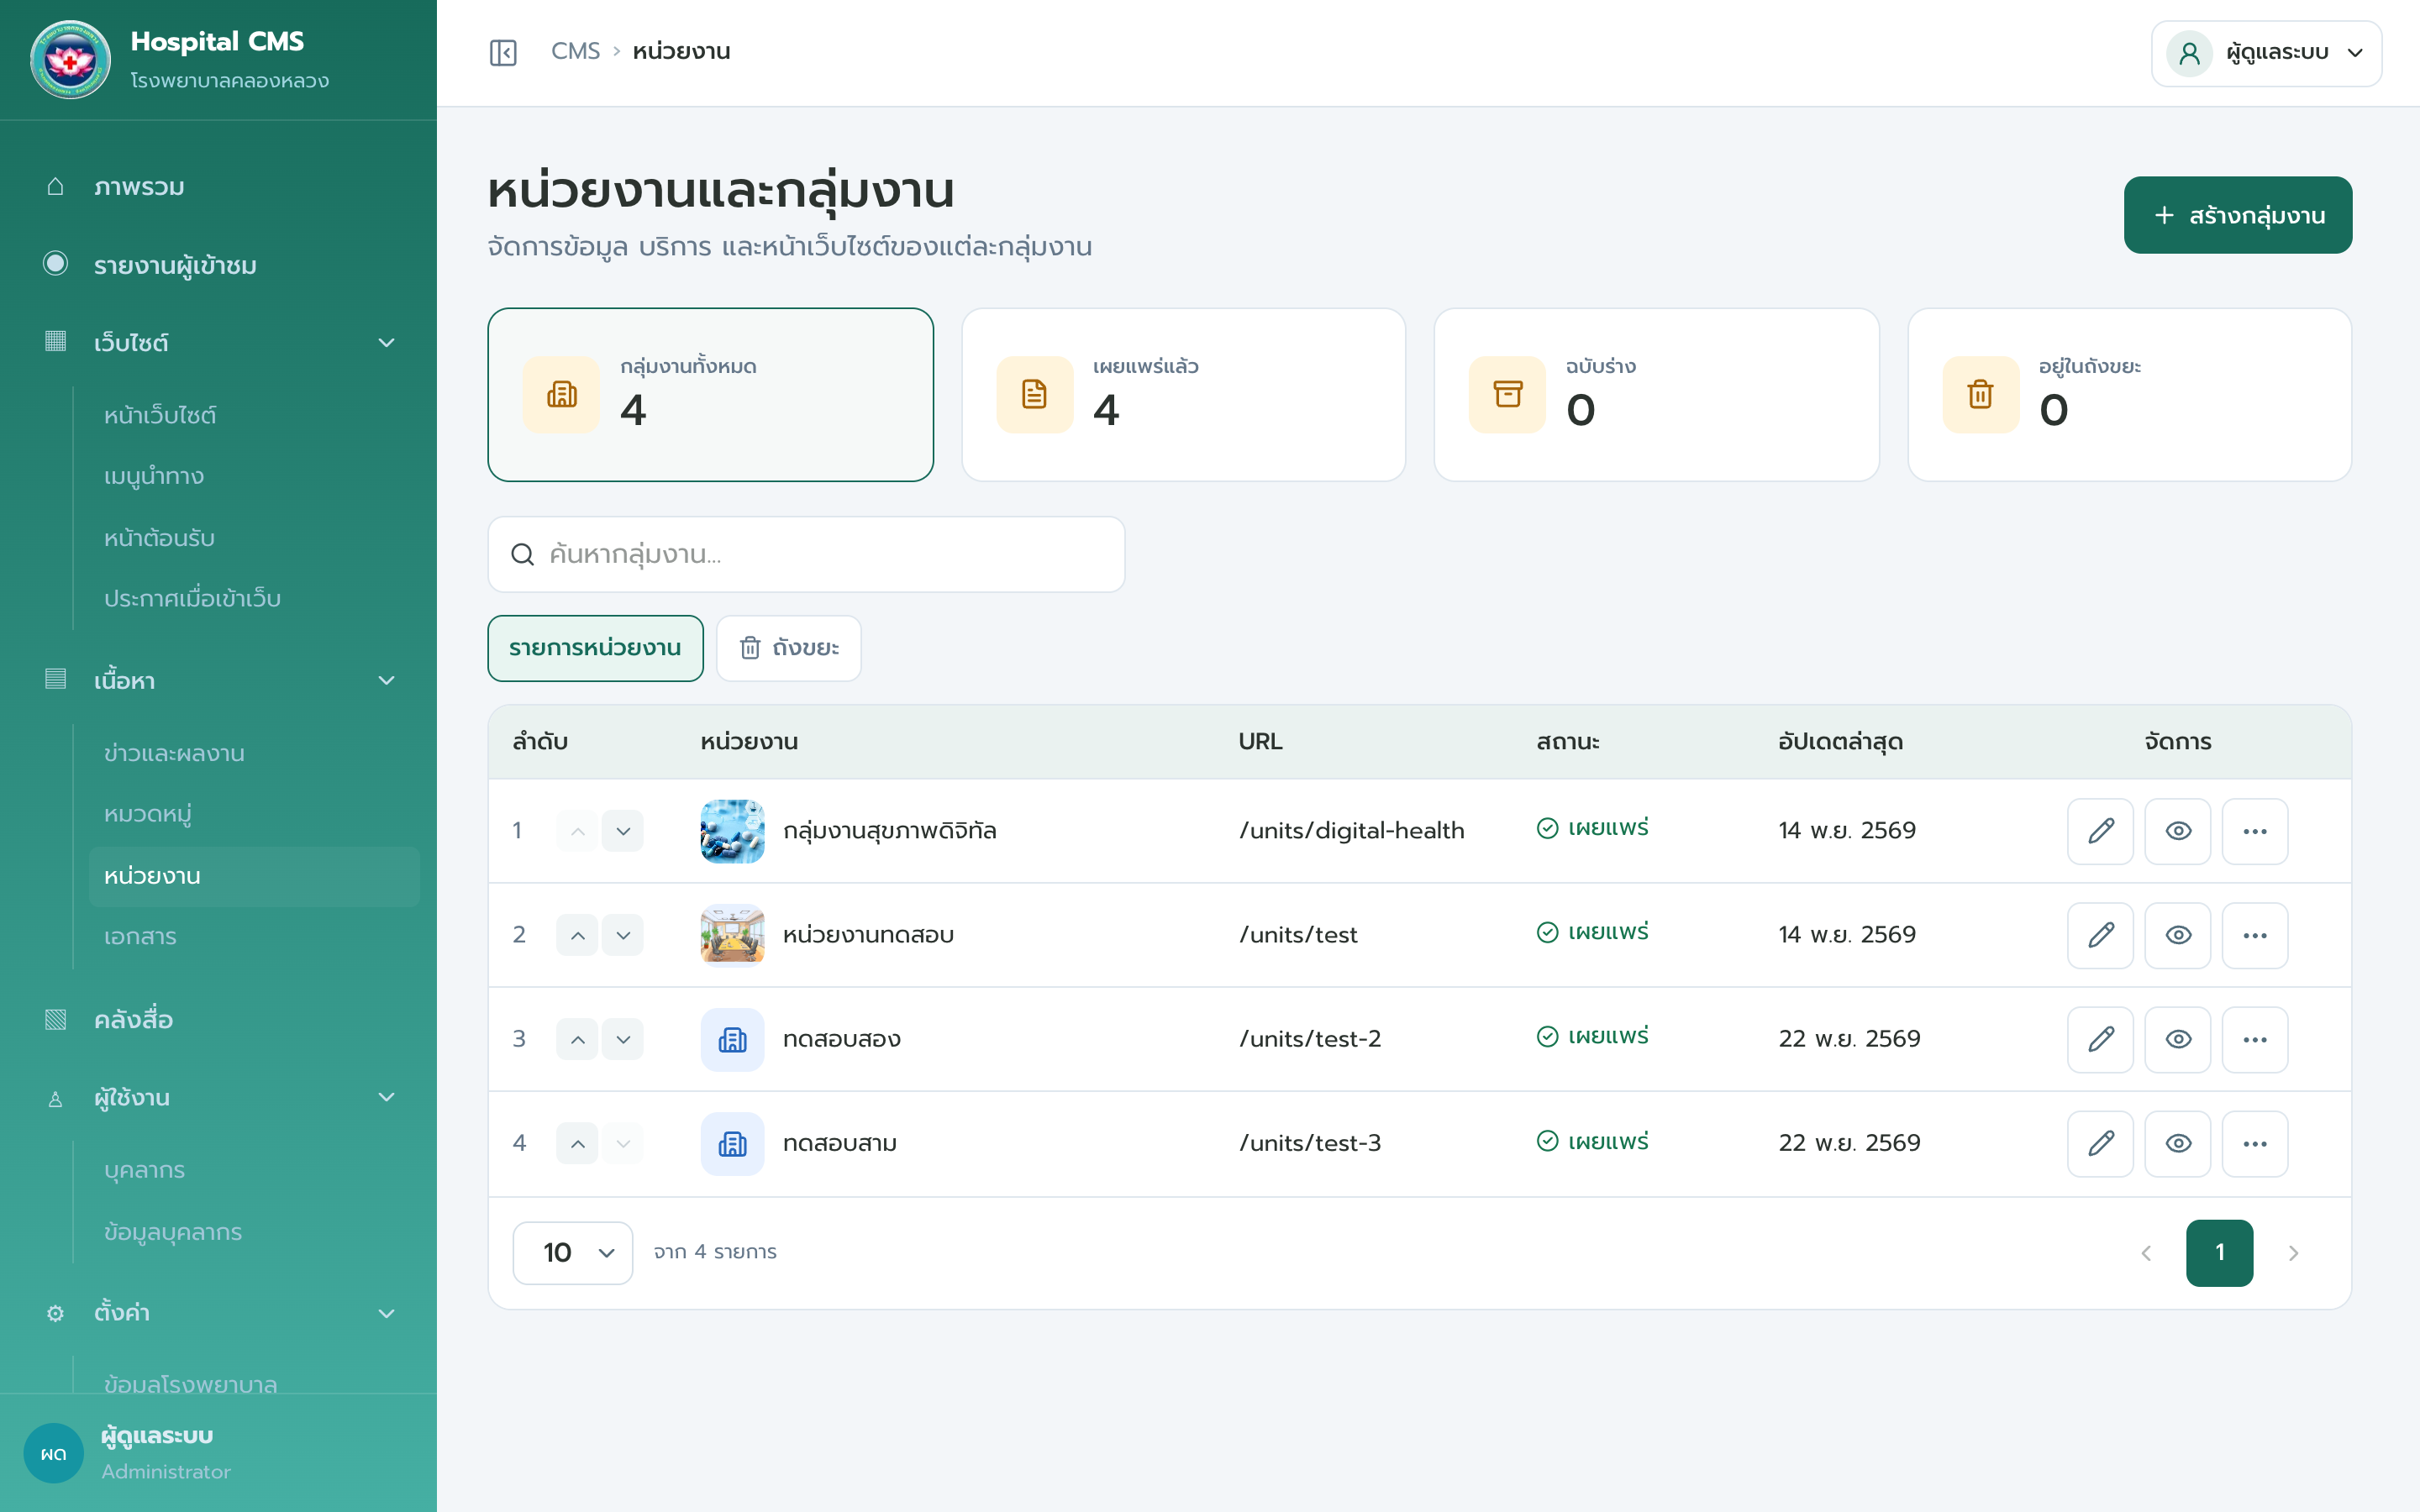 Hospital CMS
โรงพยาบาลคลองหลวง
ภาพรวม
รายงานผู้เข้าชม
เว็บไซต์
หน้าเว็บไซต์
เมนูนำทาง
หน้าต้อนรับ
ประกาศเมื่อเข้าเว็บ
เนื้อหา
ข่าวและผลงาน
หมวดหมู่
หน่วยงาน
เอกสาร
คลังสื่อ
ผู้ใช้งาน
บุคลากร
ข้อมูลบุคลากร
ตั้งค่า
ข้อมูลโรงพยาบาล
ผด
ผู้ดูแลระบบ
Administrator
CMS › หน่วยงาน
ผู้ดูแลระบบ
หน่วยงานและกลุ่มงาน
จัดการข้อมูล บริการ และหน้าเว็บไซต์ของแต่ละกลุ่มงาน
+ สร้างกลุ่มงาน
กลุ่มงานทั้งหมด
4
เผยแพร่แล้ว
4
ฉบับร่าง
0
อยู่ในถังขยะ
0
ค้นหากลุ่มงาน...
รายการหน่วยงาน ถังขยะ
ลำดับ หน่วยงาน URL สถานะ อัปเดตล่าสุด จัดการ
1 กลุ่มงานสุขภาพดิจิทัล /units/digital-health เผยแพร่ 14 พ.ย. 2569
2 หน่วยงานทดสอบ /units/test เผยแพร่ 14 พ.ย. 2569
3 ทดสอบสอง /units/test-2 เผยแพร่ 22 พ.ย. 2569
4 ทดสอบสาม /units/test-3 เผยแพร่ 22 พ.ย. 2569
10 จาก 4 รายการ
1